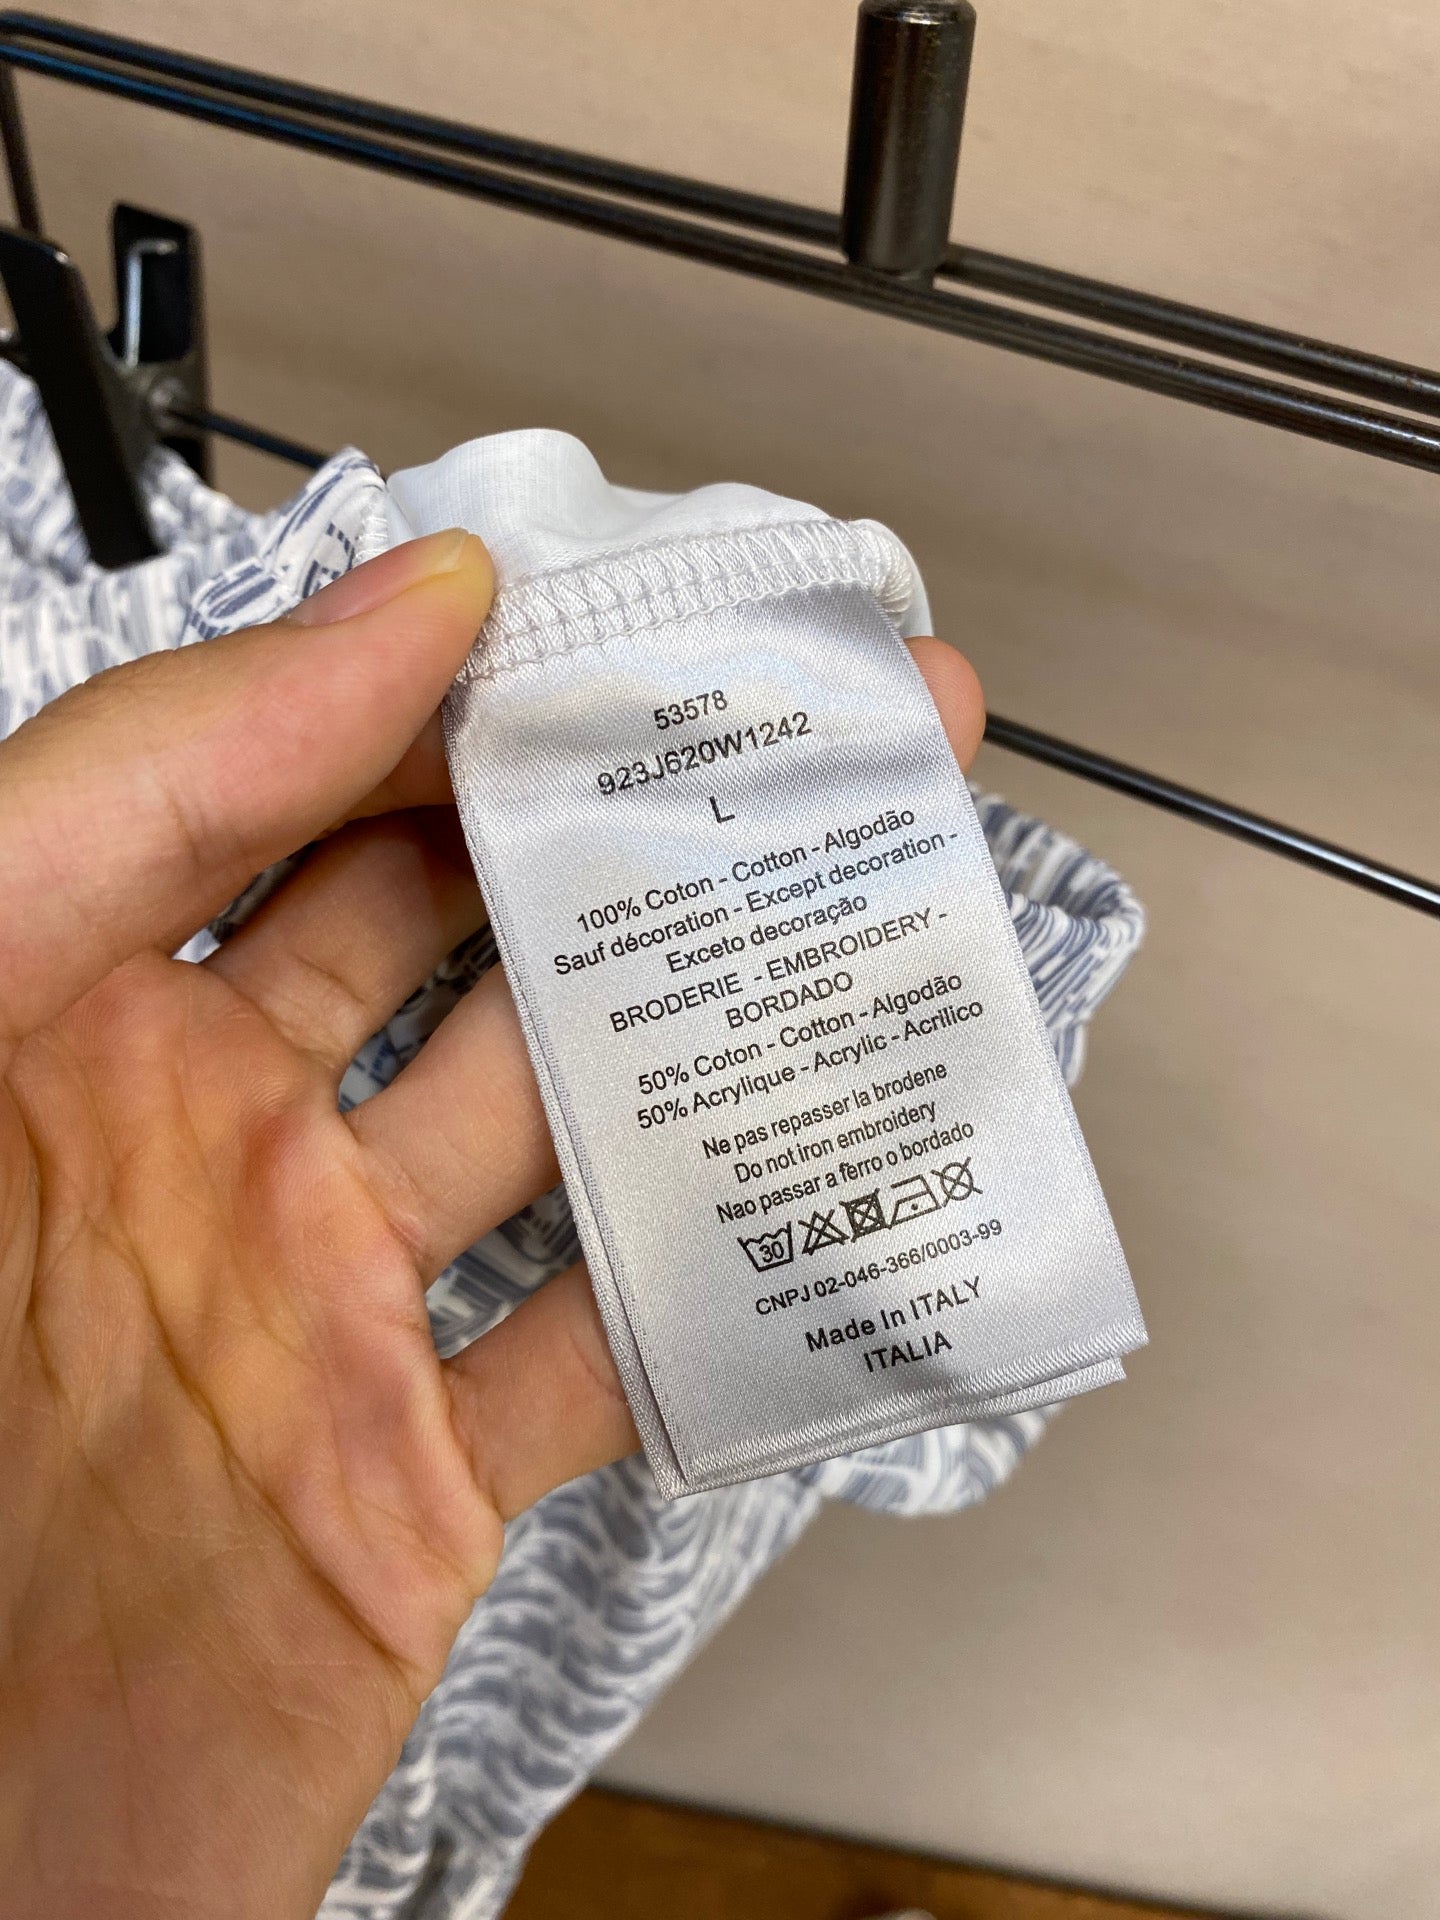 53578
923J620W1242
L
100% Coton - Cotton - Algodão
Sauf décoration - Except decoration -
Exceto decoração
BRODERIE - EMBROIDERY -
BORDADO
50% Coton - Cotton - Algodão
50% Acrylique - Acrylic - Acrilico
Ne pas repasser la brodene
Do not iron embroidery
Nao passar a ferro o bordado
30
CNPJ 02-046-366/0003-99
Made In ITALY
ITALIA